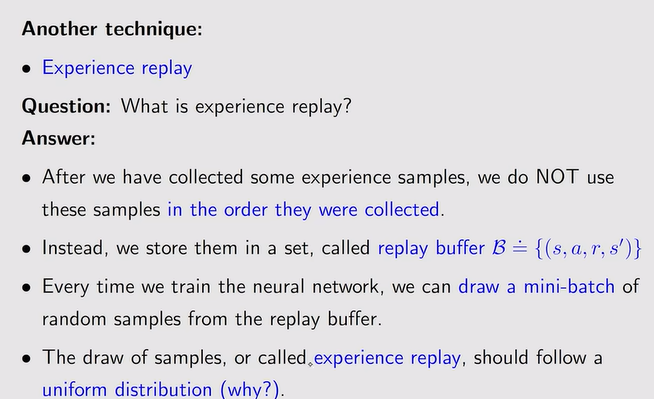 Another technique:
• Experience replay
Question: What is experience replay?
Answer:
• After we have collected some experience samples, we do NOT use
these samples in the order they were collected.
• Instead, we store them in a set, called replay buffer ℬ ≐ {(s, a, r, s′)}
• Every time we train the neural network, we can draw a mini-batch of
random samples from the replay buffer.
• The draw of samples, or called experience replay, should follow a
uniform distribution (why?).